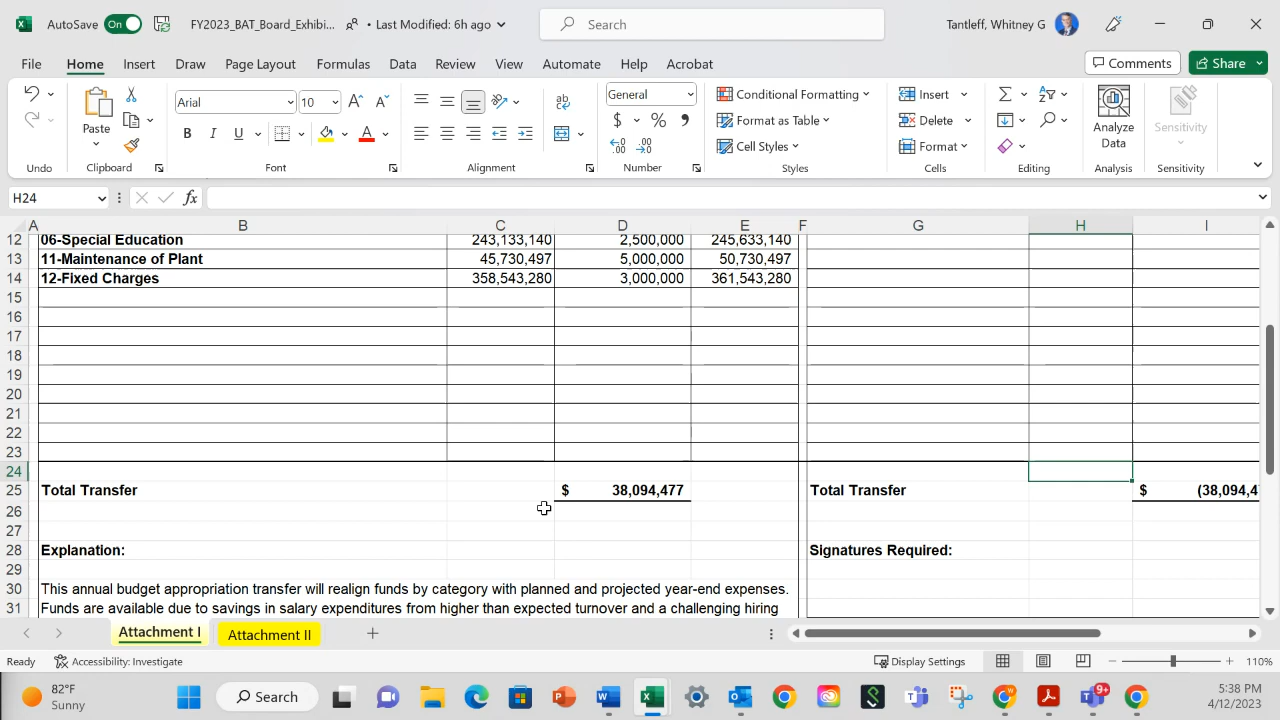 AutoSave On FY2023_BAT_Board_Exhibi... • Last Modified: 6h ago Search Tantleff, Whitney G
File Home Insert Draw Page Layout Formulas Data Review View Automate Help Acrobat Comments Share
Arial 10 General Conditional Formatting Insert
Paste B I U $ % Format as Table Delete Analyze Data Sensitivity
Cell Styles Format
Undo Clipboard Font Alignment Number Styles Cells Editing Analysis Sensitivity
H24 fx
A B C D E F G H I
12 06-Special Education 243,133,140 2,500,000 245,633,140
13 11-Maintenance of Plant 45,730,497 5,000,000 50,730,497
14 12-Fixed Charges 358,543,280 3,000,000 361,543,280
15
16
17
18
19
20
21
22
23
24
25 Total Transfer $ 38,094,477 Total Transfer $ (38,094,4
26
27
28 Explanation: Signatures Required:
29
30 This annual budget appropriation transfer will realign funds by category with planned and projected year-end expenses.
31 Funds are available due to savings in salary expenditures from higher than expected turnover and a challenging hiring
Attachment I Attachment II
Ready Accessibility: Investigate Display Settings 110%
82°F Search 9+ 5:38 PM
Sunny 4/12/2023